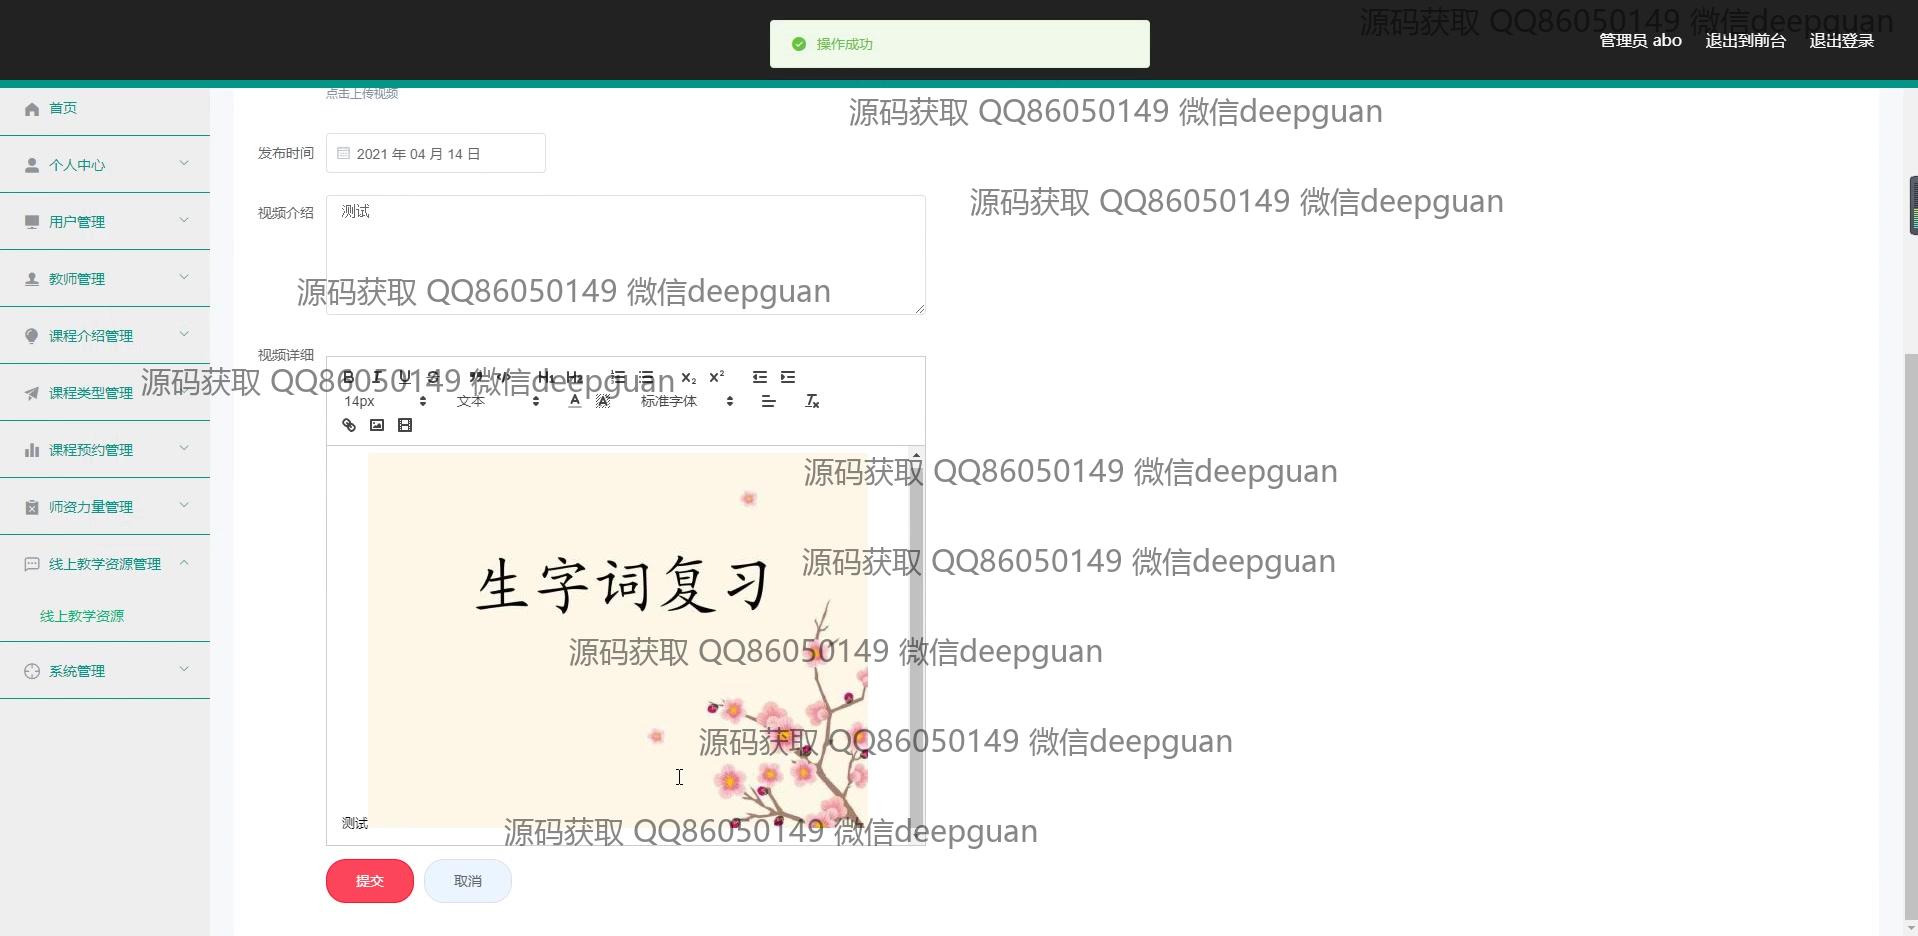 操作成功
源码获取 QQ86050149 微信deepguan
管理员 abo 退出到前台 退出登录
点击上传视频
首页
源码获取 QQ86050149 微信deepguan
发布时间
2021 年 04 月 14 日
个人中心
源码获取 QQ86050149 微信deepguan
视频介绍
测试
用户管理
教师管理
源码获取 QQ86050149 微信deepguan
课程介绍管理
视频详细
源码获取 QQ86050149 微信deepguan
B I U S H1 H2 x₂ x²
课程类型管理
14px 文本 A A 标准字体 Tx
课程预约管理
源码获取 QQ86050149 微信deepguan
师资力量管理
线上教学资源管理
源码获取 QQ86050149 微信deepguan
生字词复习
线上教学资源
源码获取 QQ86050149 微信deepguan
系统管理
源码获取 QQ86050149 微信deepguan
测试
源码获取 QQ86050149 微信deepguan
提交 取消